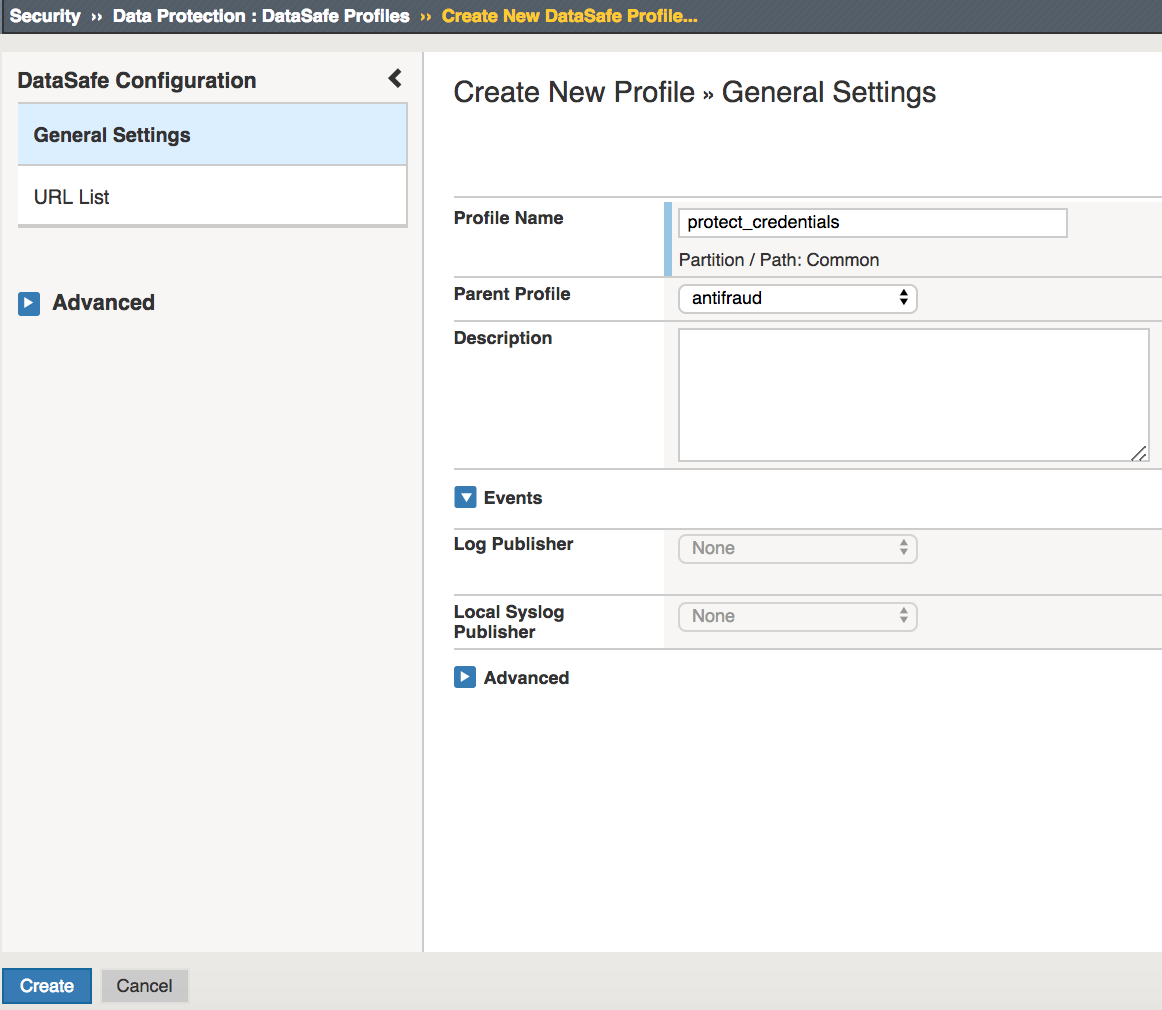 Security ›› Data Protection : DataSafe Profiles ›› Create New DataSafe Profile...
DataSafe Configuration
General Settings
URL List
Advanced
Create New Profile » General Settings
Profile Name
protect_credentials
Partition / Path: Common
Parent Profile
antifraud
Description
Events
Log Publisher
None
Local Syslog
Publisher
None
Advanced
Create
Cancel